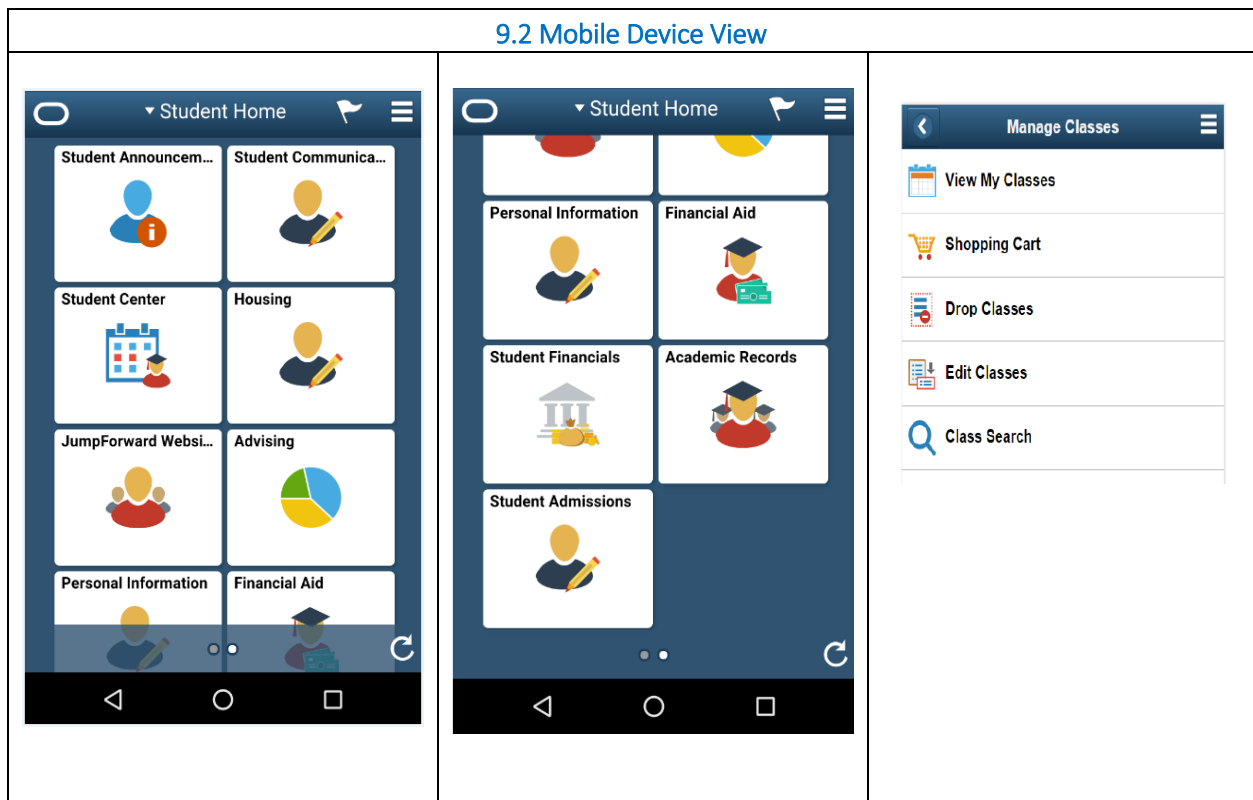 9.2 Mobile Device View
Student Home
Student Announcem...
Student Communica...
Student Center
Housing
JumpForward Websi...
Advising
Personal Information
Financial Aid
Student Home
Personal Information
Financial Aid
Student Financials
Academic Records
Student Admissions
Manage Classes
View My Classes
Shopping Cart
Drop Classes
Edit Classes
Class Search